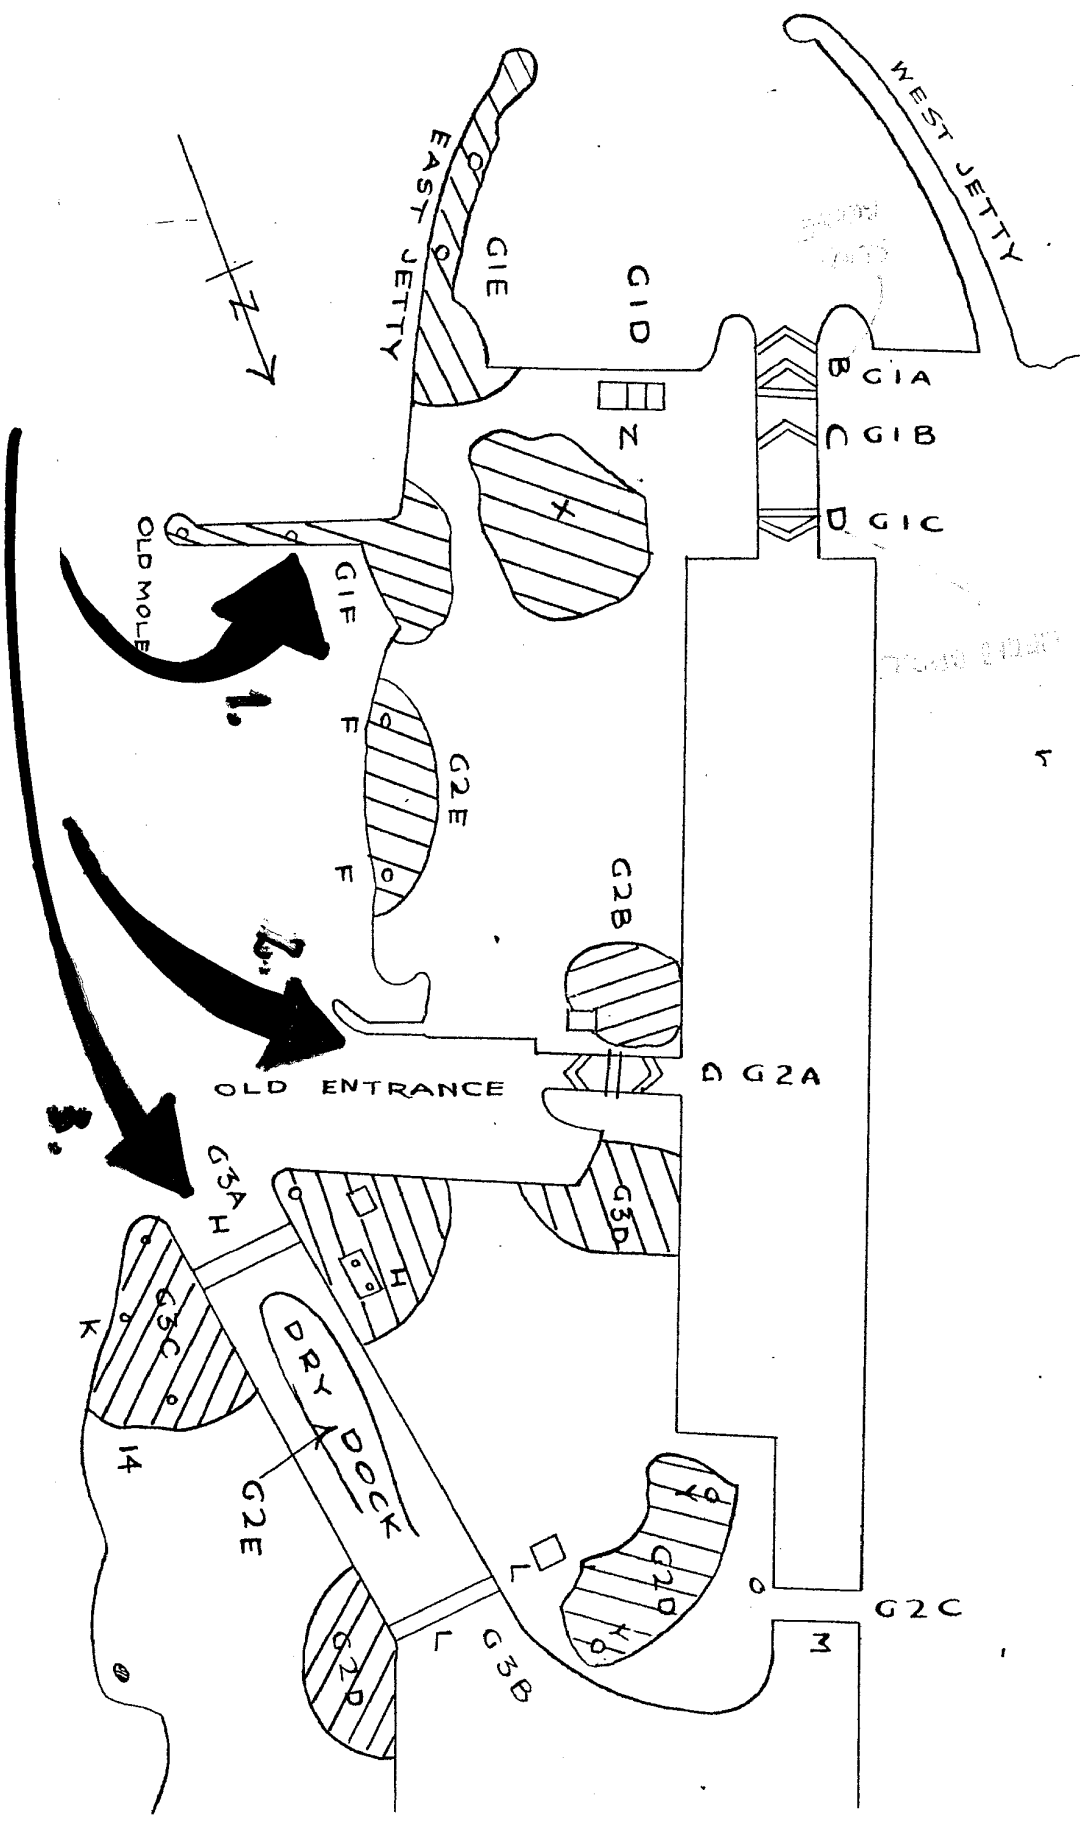 WEST JETTY
EAST JETTY
G1E
G1D
Z
B G1A
C G1B
D G1C
N
OLD MOLE
G1F
1.
X
F
G2E
F
G2B
2.
OLD ENTRANCE
D G2A
3.
G3A
H
H
G3D
G3C
K
14
DRY DOCK
G2E
Y
G2D
Y
L
L
G3B
G2D
O
G2C
M